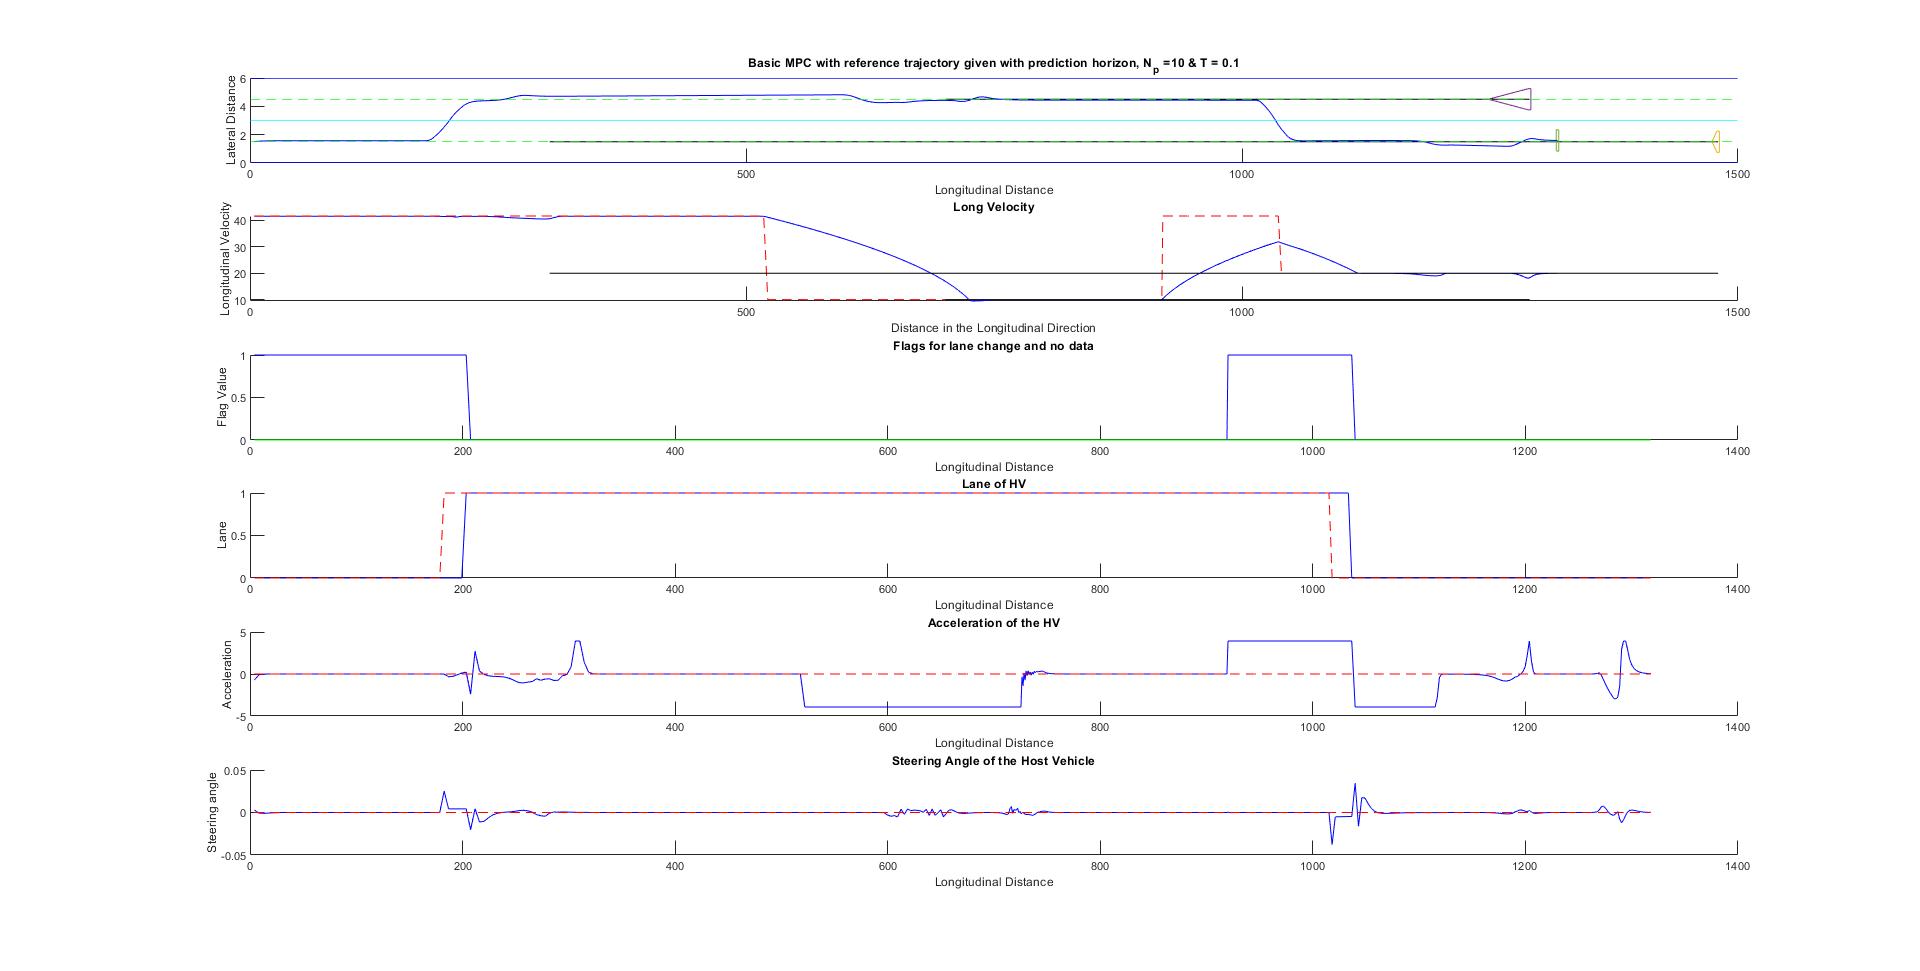 Basic MPC with reference trajectory given with prediction horizon, Np =10 & T = 0.1
Lateral Distance
6
4
2
0
0 500 1000 1500
Longitudinal Distance
Long Velocity
Longitudinal Velocity
40
30
20
10
0 500 1000 1500
Distance in the Longitudinal Direction
Flags for lane change and no data
Flag Value
1
0.5
0
0 200 400 600 800 1000 1200 1400
Longitudinal Distance
Lane of HV
Lane
1
0.5
0
0 200 400 600 800 1000 1200 1400
Longitudinal Distance
Acceleration of the HV
Acceleration
5
0
-5
0 200 400 600 800 1000 1200 1400
Longitudinal Distance
Steering Angle of the Host Vehicle
Steering angle
0.05
0
-0.05
0 200 400 600 800 1000 1200 1400
Longitudinal Distance